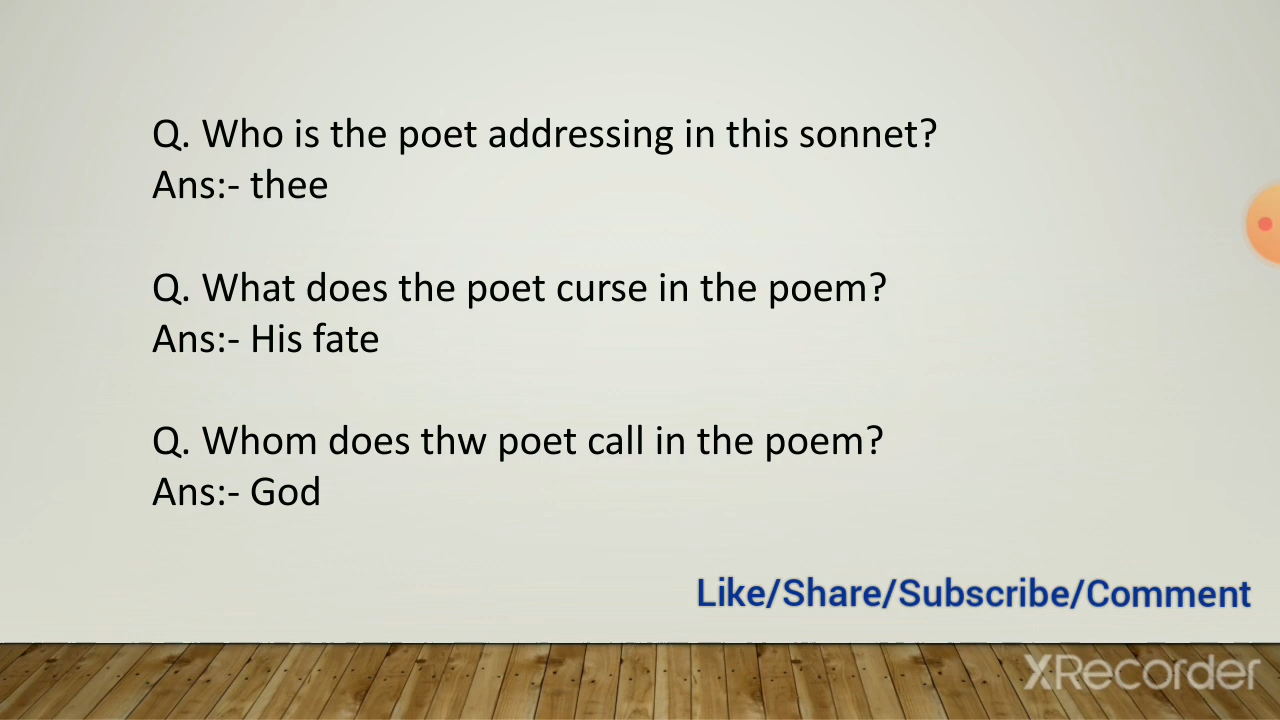 Q. Who is the poet addressing in this sonnet?
Ans:- thee
Q. What does the poet curse in the poem?
Ans:- His fate
Q. Whom does thw poet call in the poem?
Ans:- God
Like/Share/Subscribe/Comment
XRecorder